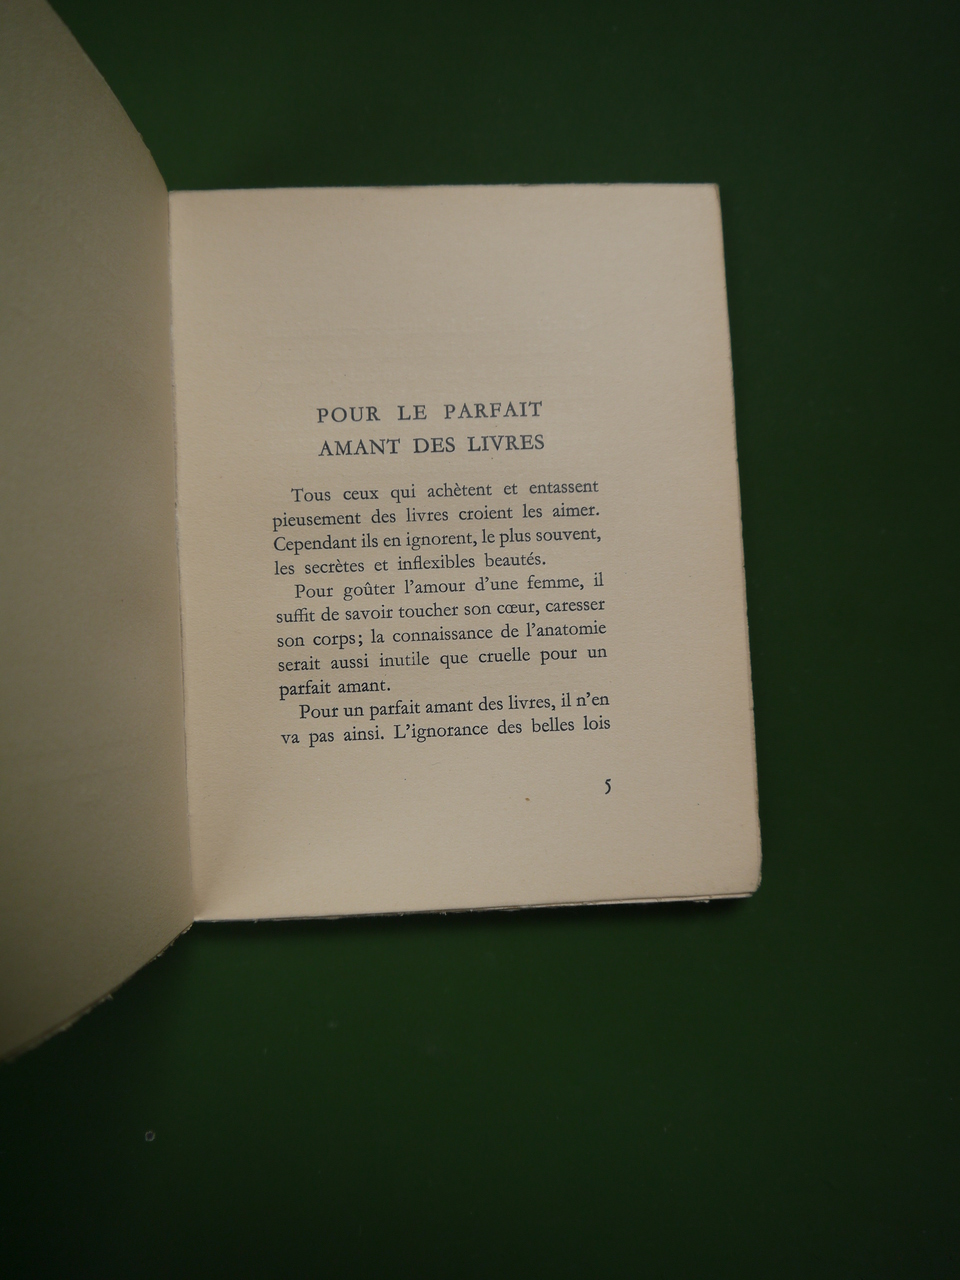 POUR LE PARFAIT
AMANT DES LIVRES
Tous ceux qui achètent et entassent
pieusement des livres croient les aimer.
Cependant ils en ignorent, le plus souvent,
les secrètes et inflexibles beautés.
Pour goûter l'amour d'une femme, il
suffit de savoir toucher son cœur, caresser
son corps; la connaissance de l'anatomie
serait aussi inutile que cruelle pour un
parfait amant.
Pour un parfait amant des livres, il n'en
va pas ainsi. L'ignorance des belles lois
5